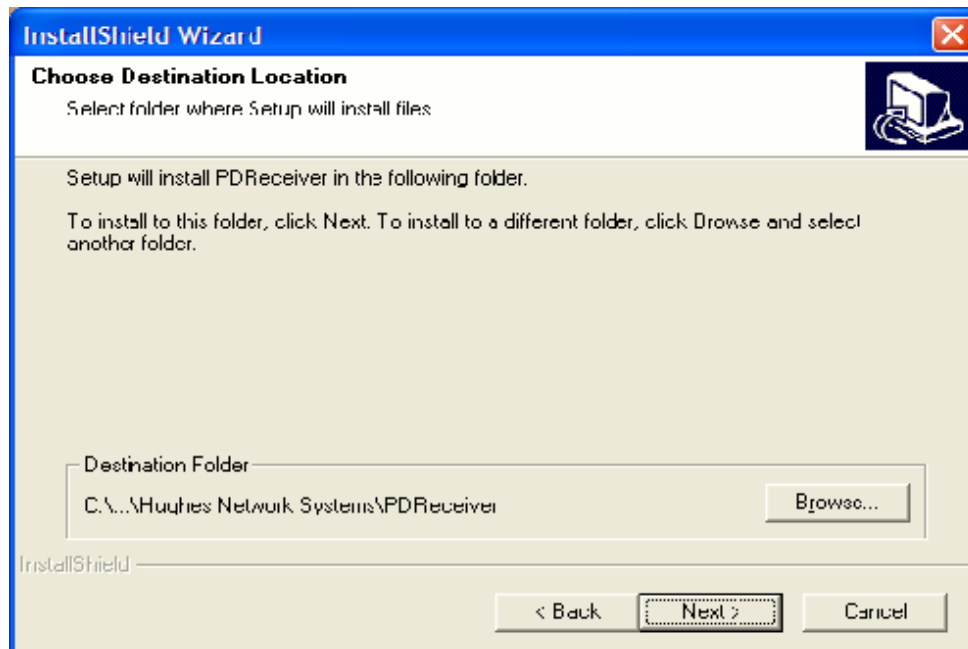 InstallShield Wizard
Choose Destination Location
Select folder where Setup will install files
Setup will install PDReceiver in the following folder.
To install to this folder, click Next. To install to a different folder, click Browse and select
another folder.
Destination Folder
C:\...\Hughes Network Systems\PDReceiver
Browse...
InstallShield
< Back
Next >
Cancel